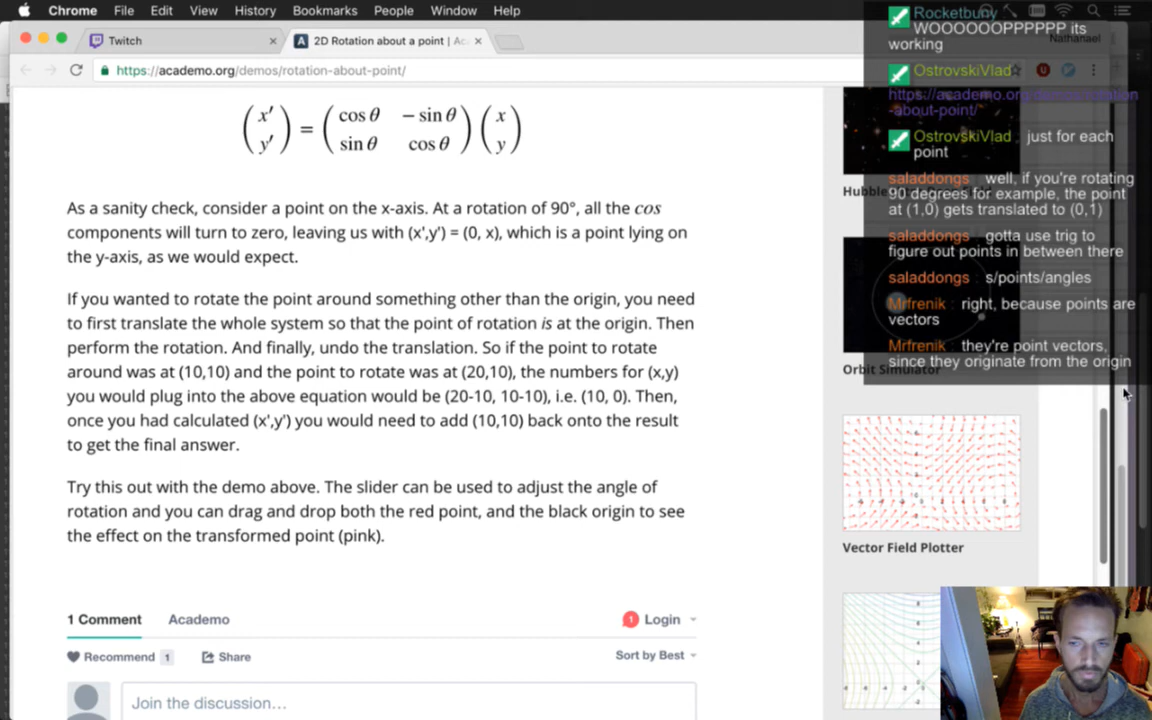 Chrome File Edit View History Bookmarks People Window Help
Twitch
2D Rotation about a point | Ac
https://academo.org/demos/rotation-about-point/
(x′ y′) = (cos θ − sin θ sin θ cos θ) (x y)
As a sanity check, consider a point on the x-axis. At a rotation of 90°, all the cos
components will turn to zero, leaving us with (x',y') = (0, x), which is a point lying on
the y-axis, as we would expect.
If you wanted to rotate the point around something other than the origin, you need
to first translate the whole system so that the point of rotation is at the origin. Then
perform the rotation. And finally, undo the translation. So if the point to rotate
around was at (10,10) and the point to rotate was at (20,10), the numbers for (x,y)
you would plug into the above equation would be (20-10, 10-10), i.e. (10, 0). Then,
once you had calculated (x',y') you would need to add (10,10) back onto the result
to get the final answer.
Try this out with the demo above. The slider can be used to adjust the angle of
rotation and you can drag and drop both the red point, and the black origin to see
the effect on the transformed point (pink).
1 Comment Academo
1 Login
Recommend 1 Share
Sort by Best
Join the discussion…
Rocketbuny
WOOOOOOPPPPPP its
working
Nathanael
OstrovskiVlad
https://academo.org/demos/rotation
-about-point/
OstrovskiVlad just for each
point
saladdongs well, if you're rotating
90 degrees for example, the point
at (1,0) gets translated to (0,1)
saladdongs gotta use trig to
figure out points in between there
saladdongs s/points/angles
Mrfrenik right, because points are
vectors
Mrfrenik they're point vectors,
since they originate from the origin
Hubble
Orbit Simulator
Vector Field Plotter